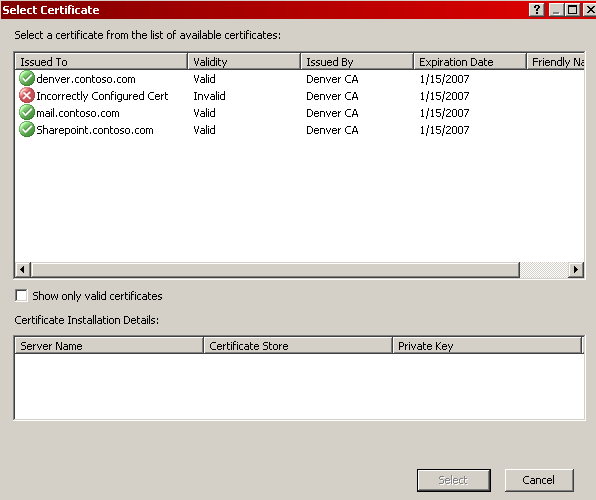 Select Certificate
Select a certificate from the list of available certificates:
Issued To Validity Issued By Expiration Date Friendly Na
denver.contoso.com Valid Denver CA 1/15/2007
Incorrectly Configured Cert Invalid Denver CA 1/15/2007
mail.contoso.com Valid Denver CA 1/15/2007
Sharepoint.contoso.com Valid Denver CA 1/15/2007
Show only valid certificates
Certificate Installation Details:
Server Name Certificate Store Private Key
Select Cancel